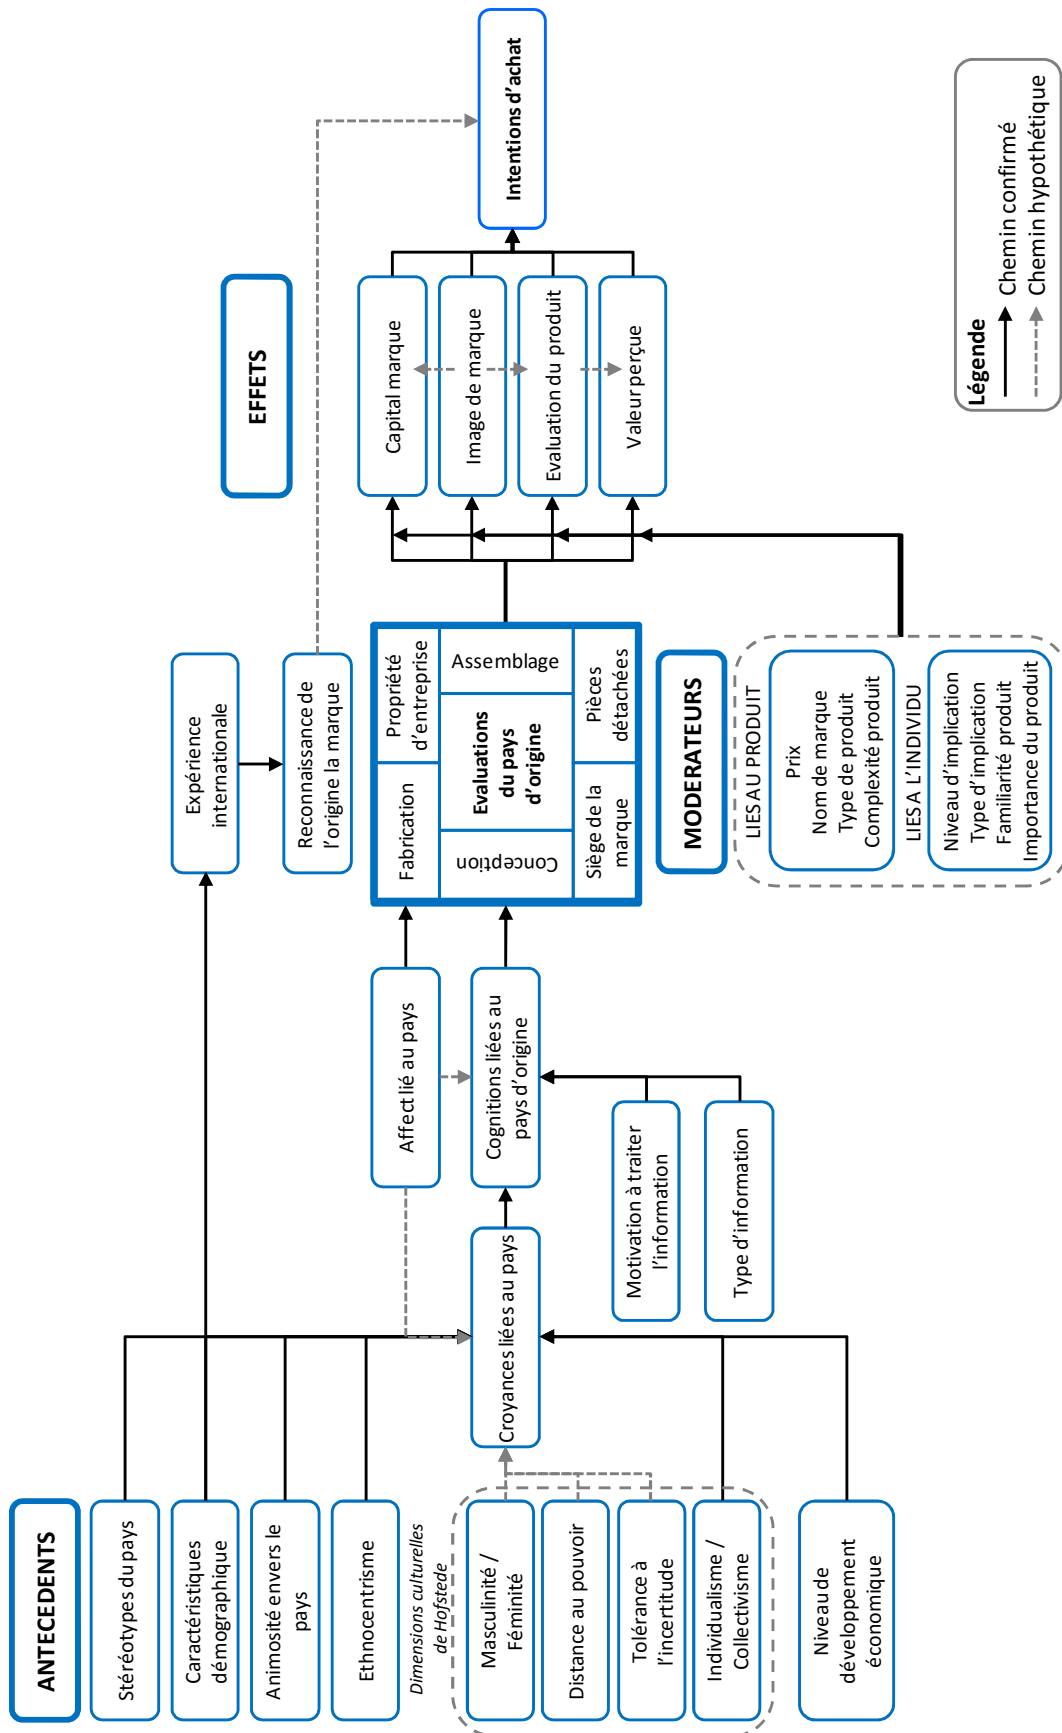 ANTECEDENTS
Stéréotypes du pays
Caractéristiques
démographique
Animosité envers le
pays
Ethnocentrisme
Dimensions culturelles
de Hofstede
Masculinité /
Féminité
Distance au pouvoir
Tolérance à
l'incertitude
Individualisme /
Collectivisme
Niveau de
développement
économique
Croyances liées au pays
Affect lié au pays
Cognitions liées au
pays d'origine
Motivation à traiter
l'information
Type d'information
Expérience
internationale
Reconnaissance de
l'origine la marque
Fabrication
Propriété
d'entreprise
Conception
Evaluations
du pays
d'origine
Assemblage
Siège de la
marque
Pièces
détachées
MODERATEURS
LIES AU PRODUIT
Prix
Nom de marque
Type de produit
Complexité produit
LIES A L'INDIVIDU
Niveau d'implication
Type d'implication
Familiarité produit
Importance du produit
EFFETS
Capital marque
Image de marque
Evaluation du produit
Valeur perçue
Intentions d'achat
Légende
Chemin confirmé
Chemin hypothétique